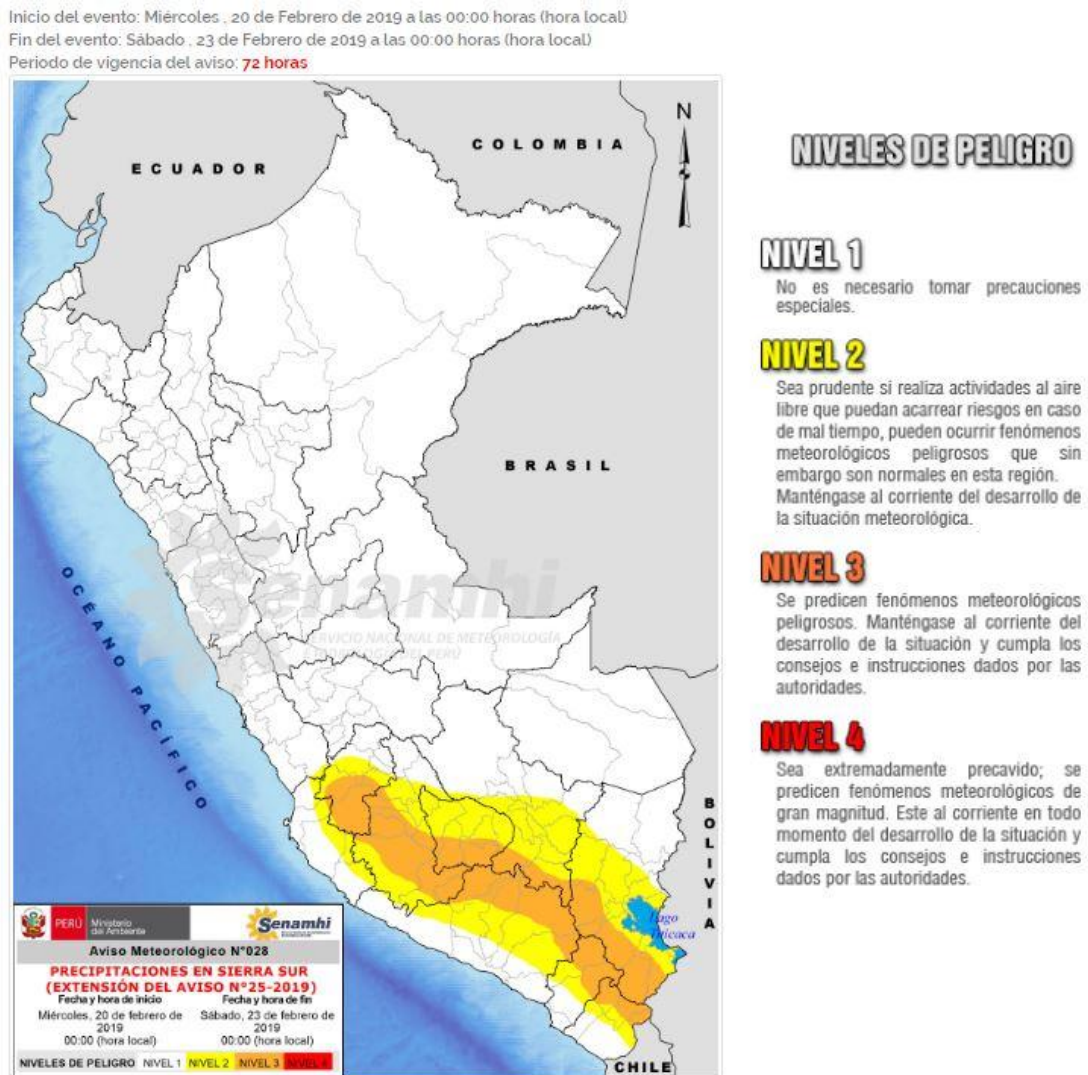 Inicio del evento: Miércoles , 20 de Febrero de 2019 a las 00:00 horas (hora local)
Fin del evento: Sábado , 23 de Febrero de 2019 a las 00:00 horas (hora local)
Periodo de vigencia del aviso: 72 horas
N
COLOMBIA
ECUADOR
BRASIL
OCÉANO PACÍFICO
Senamhi
SERVICIO NACIONAL DE METEOROLOGÍA
E HIDROLOGÍA DEL PERÚ
BOLIVIA
Lago
Titicaca
CHILE
PERÚ
Ministerio
del Ambiente
Senamhi
Aviso Meteorológico N°028
PRECIPITACIONES EN SIERRA SUR
(EXTENSIÓN DEL AVISO N°25-2019)
Fecha y hora de inicio
Miércoles, 20 de febrero de
2019
00:00 (hora local)
Fecha y hora de fin
Sábado, 23 de febrero de
2019
00:00 (hora local)
NIVELES DE PELIGRO NIVEL 1 NIVEL 2 NIVEL 3 NIVEL 4
NIVELES DE PELIGRO
NIVEL 1
No es necesario tomar precauciones
especiales.
NIVEL 2
Sea prudente si realiza actividades al aire
libre que puedan acarrear riesgos en caso
de mal tiempo, pueden ocurrir fenómenos
meteorológicos peligrosos que sin
embargo son normales en esta región.
Manténgase al corriente del desarrollo de
la situación meteorológica.
NIVEL 3
Se predicen fenómenos meteorológicos
peligrosos. Manténgase al corriente del
desarrollo de la situación y cumpla los
consejos e instrucciones dados por las
autoridades.
NIVEL 4
Sea extremadamente precavido; se
predicen fenómenos meteorológicos de
gran magnitud. Este al corriente en todo
momento del desarrollo de la situación y
cumpla los consejos e instrucciones
dados por las autoridades.